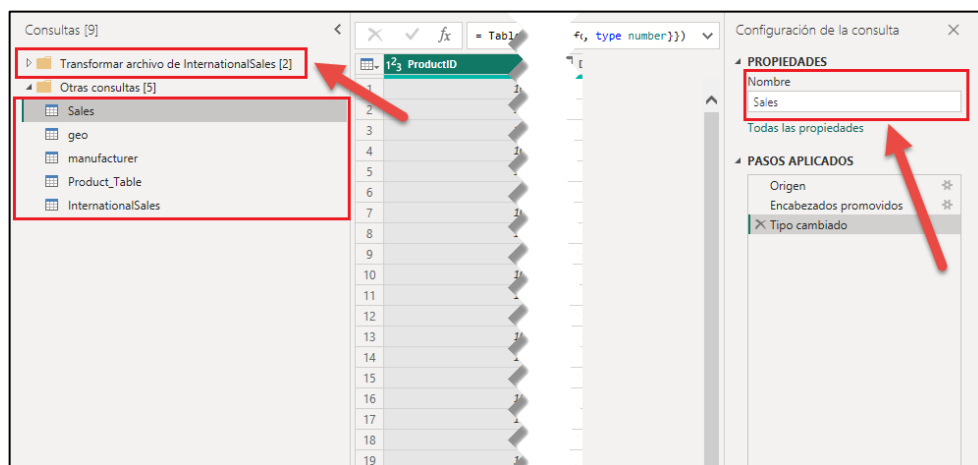 Consultas [9]
Transformar archivo de InternationalSales [2]
Otras consultas [5]
Sales
geo
manufacturer
Product_Table
InternationalSales
fx
= Tabl
type number}})
1²3 ProductID
1
2
3
4
5
6
7
8
9
10
11
12
13
14
15
16
17
18
19
Configuración de la consulta
PROPIEDADES
Nombre
Sales
Todas las propiedades
PASOS APLICADOS
Origen
Encabezados promovidos
Tipo cambiado